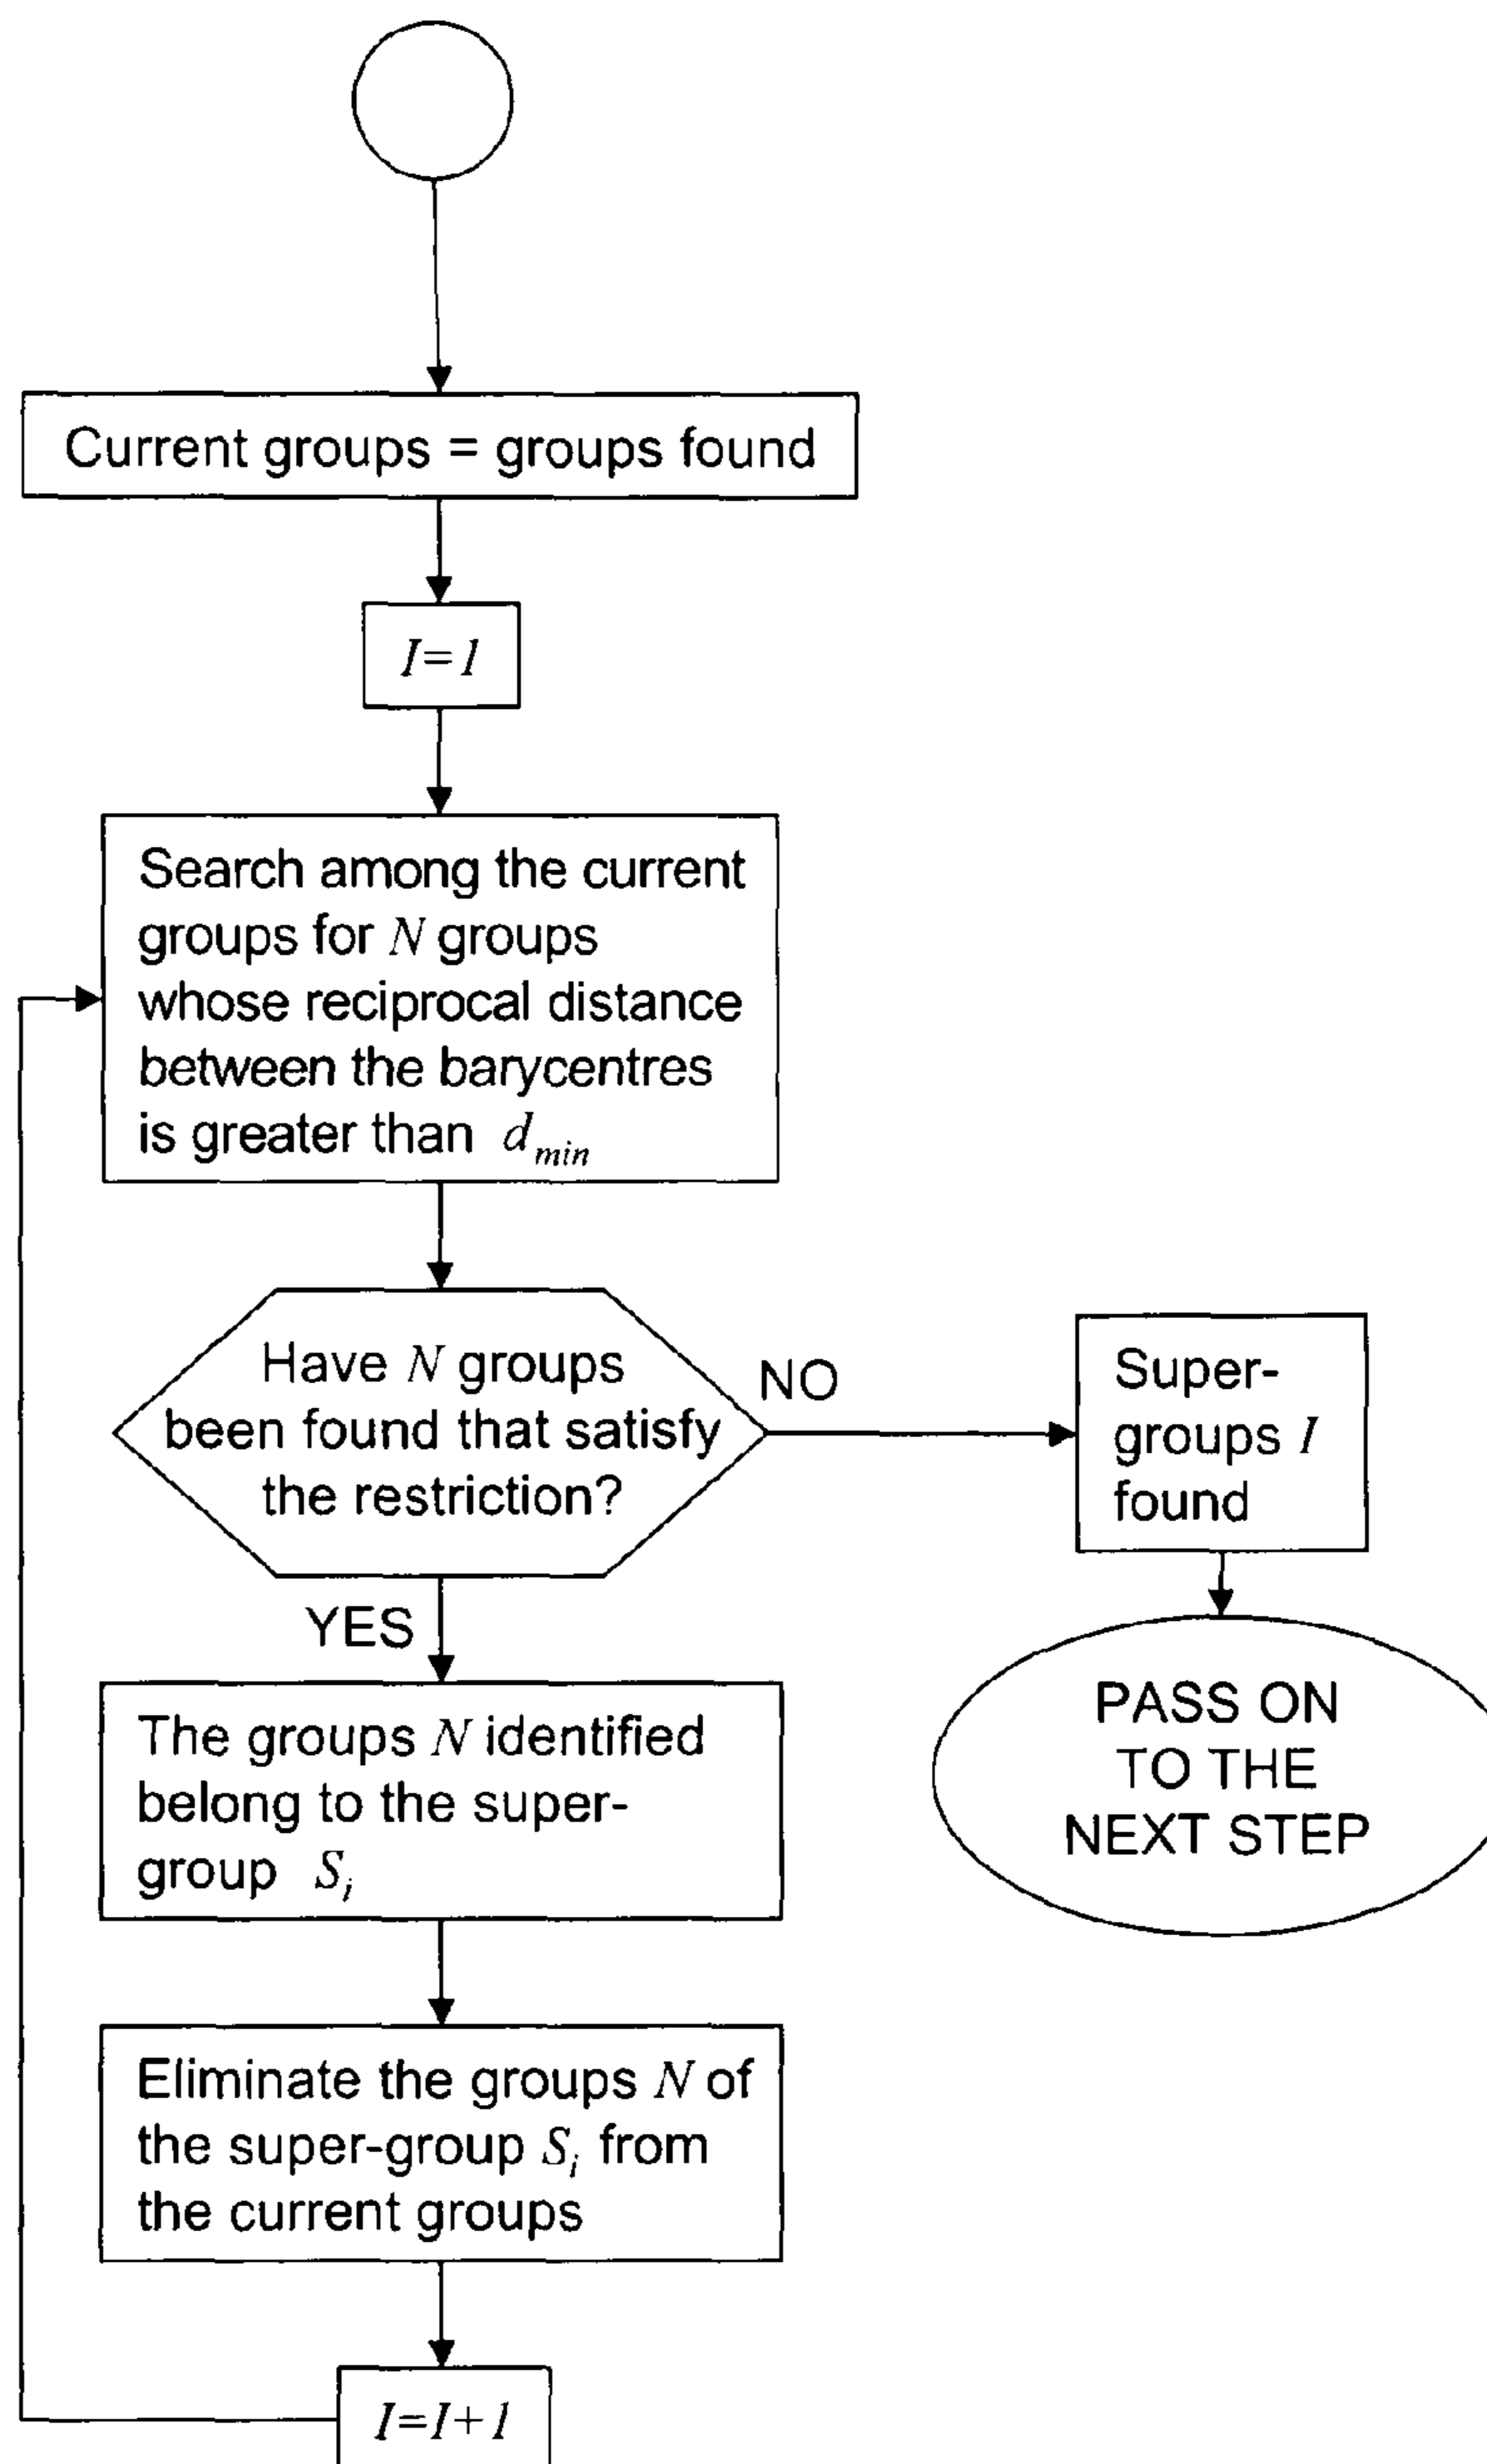 Current groups = groups found
I=1
Search among the current
groups for N groups
whose reciprocal distance
between the barycentres
is greater than d_min
Have N groups
been found that satisfy
the restriction?
NO
Super-
groups I
found
PASS ON
TO THE
NEXT STEP
YES
The groups N identified
belong to the super-
group S_i
Eliminate the groups N of
the super-group S_i from
the current groups
I=I+1